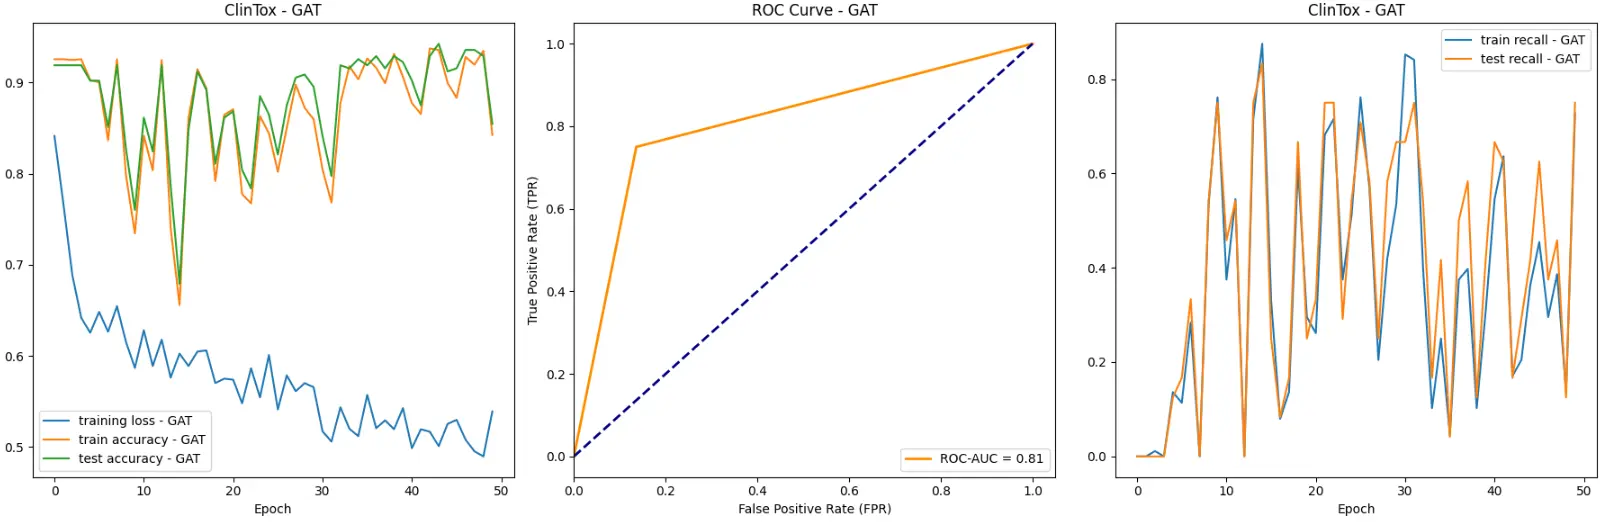 ClinTox - GAT
0.9
0.8
0.7
0.6
0.5
training loss - GAT
train accuracy - GAT
test accuracy - GAT
0 10 20 30 40 50
Epoch
ROC Curve - GAT
True Positive Rate (TPR)
1.0
0.8
0.6
0.4
0.2
0.0
ROC-AUC = 0.81
0.0 0.2 0.4 0.6 0.8 1.0
False Positive Rate (FPR)
ClinTox - GAT
train recall - GAT
test recall - GAT
0.8
0.6
0.4
0.2
0.0
0 10 20 30 40 50
Epoch